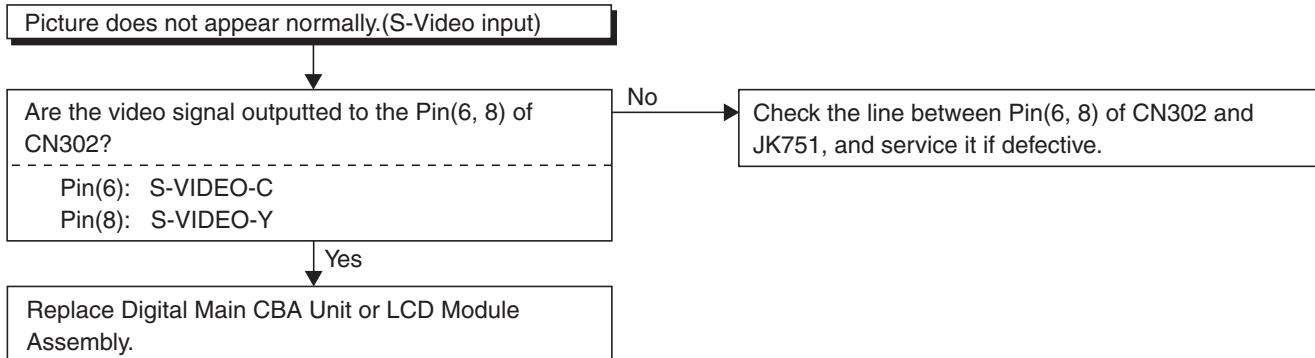 Picture does not appear normally.(S-Video input)
Are the video signal outputted to the Pin(6, 8) of
CN302?
Pin(6): S-VIDEO-C
Pin(8): S-VIDEO-Y
No
Check the line between Pin(6, 8) of CN302 and
JK751, and service it if defective.
Yes
Replace Digital Main CBA Unit or LCD Module
Assembly.